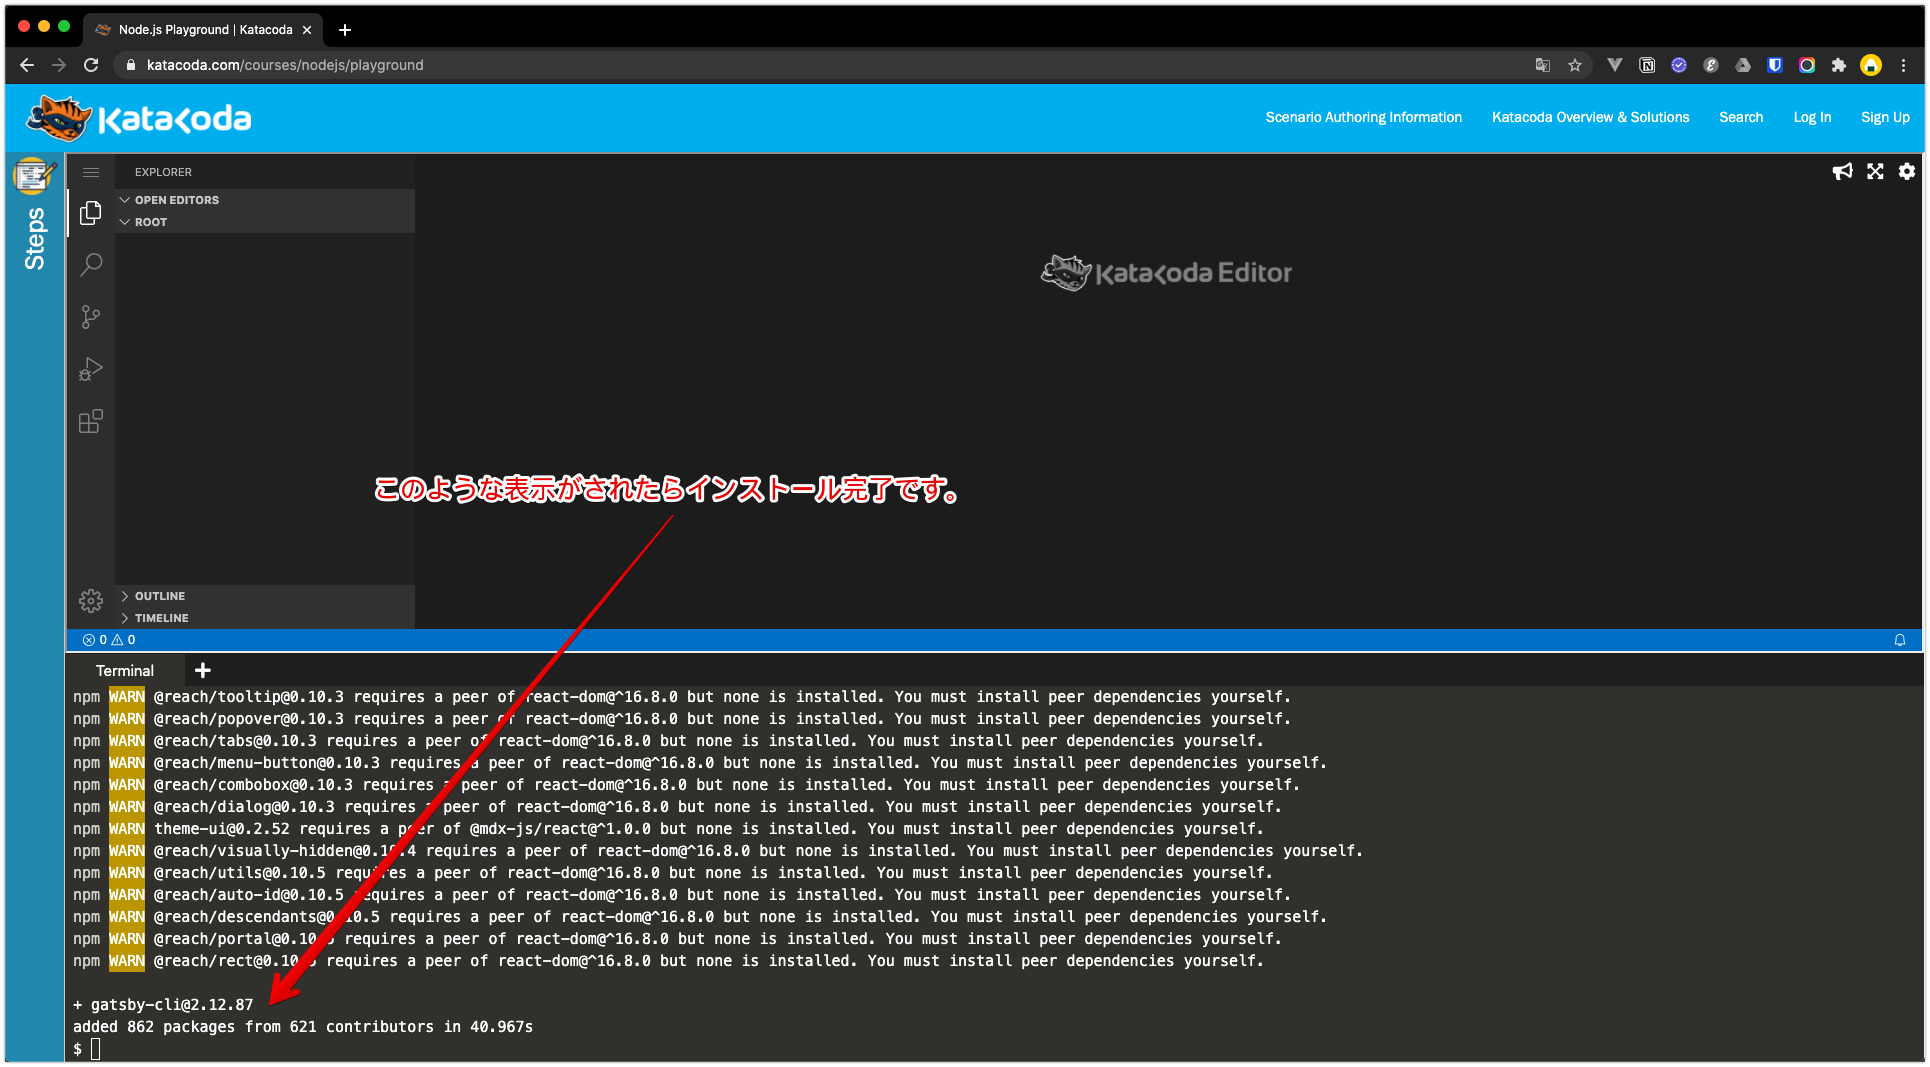 Node.js Playground | Katacoda
katacoda.com/courses/nodejs/playground
KataKoda
Scenario Authoring Information
Katacoda Overview & Solutions
Search
Log In
Sign Up
Steps
EXPLORER
OPEN EDITORS
ROOT
KataKoda Editor
このような表示がされたらインストール完了です。
OUTLINE
TIMELINE
0 0
Terminal
npm WARN @reach/tooltip@0.10.3 requires a peer of react-dom@^16.8.0 but none is installed. You must install peer dependencies yourself.
npm WARN @reach/popover@0.10.3 requires a peer of react-dom@^16.8.0 but none is installed. You must install peer dependencies yourself.
npm WARN @reach/tabs@0.10.3 requires a peer of react-dom@^16.8.0 but none is installed. You must install peer dependencies yourself.
npm WARN @reach/menu-button@0.10.3 requires a peer of react-dom@^16.8.0 but none is installed. You must install peer dependencies yourself.
npm WARN @reach/combobox@0.10.3 requires a peer of react-dom@^16.8.0 but none is installed. You must install peer dependencies yourself.
npm WARN @reach/dialog@0.10.3 requires a peer of react-dom@^16.8.0 but none is installed. You must install peer dependencies yourself.
npm WARN theme-ui@0.2.52 requires a peer of @mdx-js/react@^1.0.0 but none is installed. You must install peer dependencies yourself.
npm WARN @reach/visually-hidden@0.10.4 requires a peer of react-dom@^16.8.0 but none is installed. You must install peer dependencies yourself.
npm WARN @reach/utils@0.10.5 requires a peer of react-dom@^16.8.0 but none is installed. You must install peer dependencies yourself.
npm WARN @reach/auto-id@0.10.5 requires a peer of react-dom@^16.8.0 but none is installed. You must install peer dependencies yourself.
npm WARN @reach/descendants@0.10.5 requires a peer of react-dom@^16.8.0 but none is installed. You must install peer dependencies yourself.
npm WARN @reach/portal@0.10.5 requires a peer of react-dom@^16.8.0 but none is installed. You must install peer dependencies yourself.
npm WARN @reach/rect@0.10.5 requires a peer of react-dom@^16.8.0 but none is installed. You must install peer dependencies yourself.
+ gatsby-cli@2.12.87
added 862 packages from 621 contributors in 40.967s
$